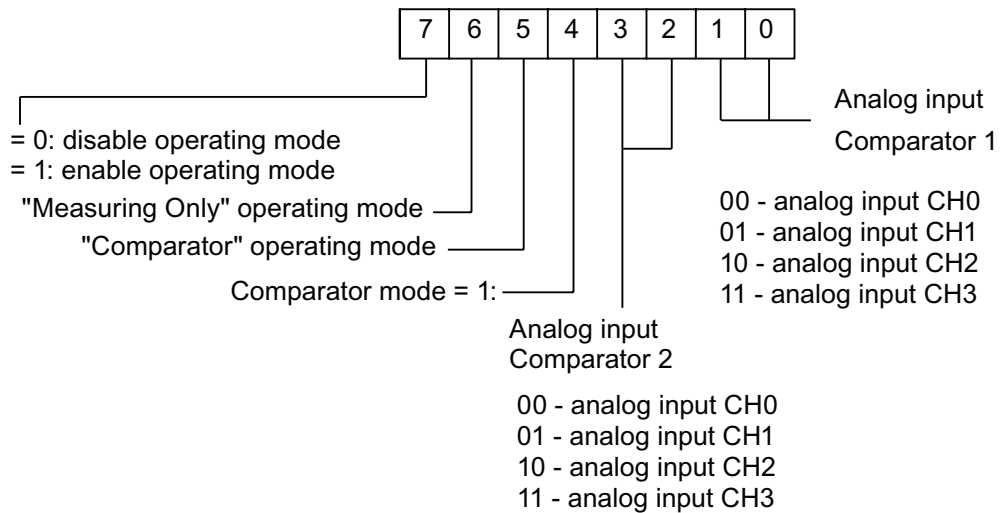 7 6 5 4 3 2 1 0
= 0: disable operating mode
= 1: enable operating mode
"Measuring Only" operating mode
"Comparator" operating mode
Comparator mode = 1:
Analog input
Comparator 2
00 - analog input CH0
01 - analog input CH1
10 - analog input CH2
11 - analog input CH3
Analog input
Comparator 1
00 - analog input CH0
01 - analog input CH1
10 - analog input CH2
11 - analog input CH3